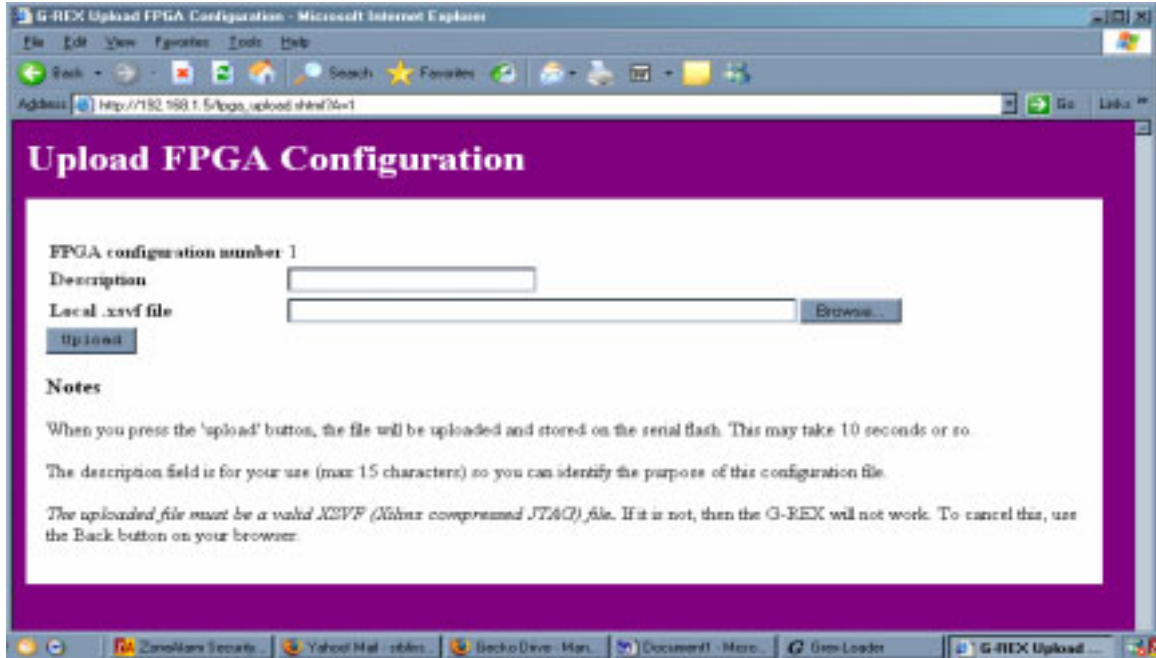 G-REX Upload FPGA Configuration - Microsoft Internet Explorer
File Edit View Favorites Tools Help
Back Search Favorites
Address http://192.168.1.5/fpga_upload.shtml?A=1 Go Links »
Upload FPGA Configuration
FPGA configuration number 1
Description
Local .xsvf file Browse...
Upload
Notes
When you press the 'upload' button, the file will be uploaded and stored on the serial flash. This may take 10 seconds or so.
The description field is for your use (max 15 characters) so you can identify the purpose of this configuration file.
The uploaded file must be a valid XSVF (Xilinx compressed JTAG) file. If it is not, then the G-REX will not work. To cancel this, use
the Back button on your browser.
ZoneAlarm Security... Yahoo! Mail - Gecko Drive - Man... Document1 - Micro... Grex Loader G-REX Upload ...